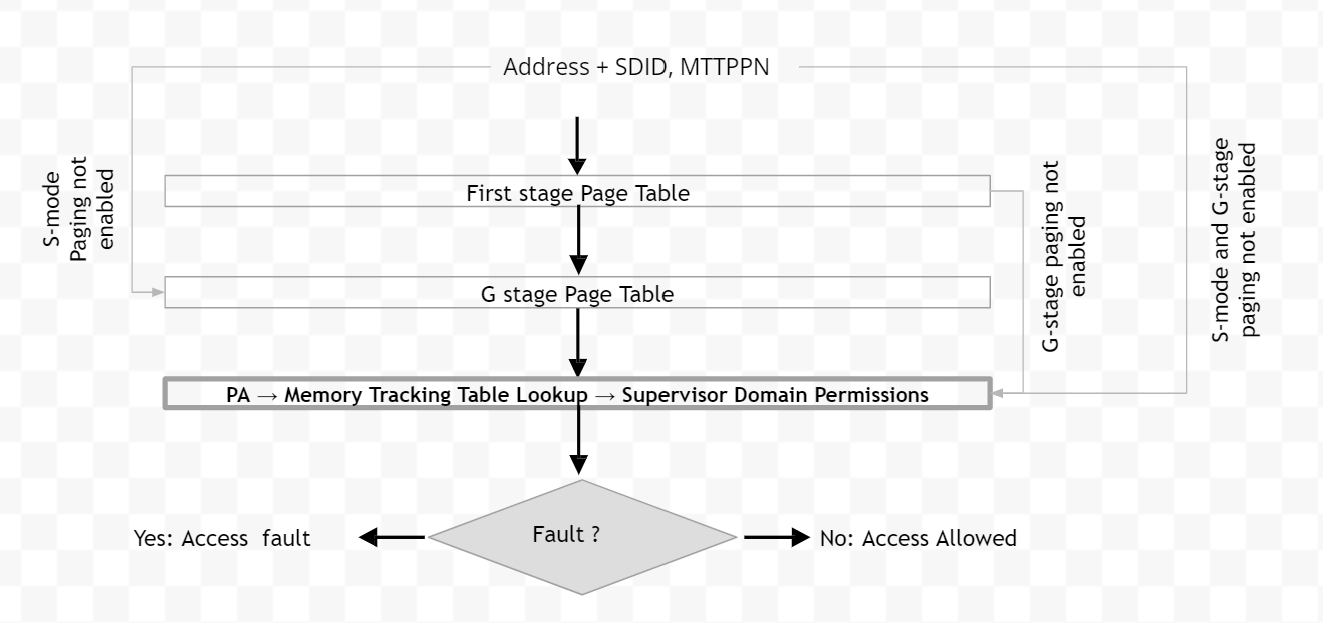 Address + SDID, MTTPPN
S-mode
Paging not
enabled
First stage Page Table
G-stage paging not
enabled
S-mode and G-stage
paging not enabled
G stage Page Table
PA → Memory Tracking Table Lookup → Supervisor Domain Permissions
Fault ?
Yes: Access fault
No: Access Allowed